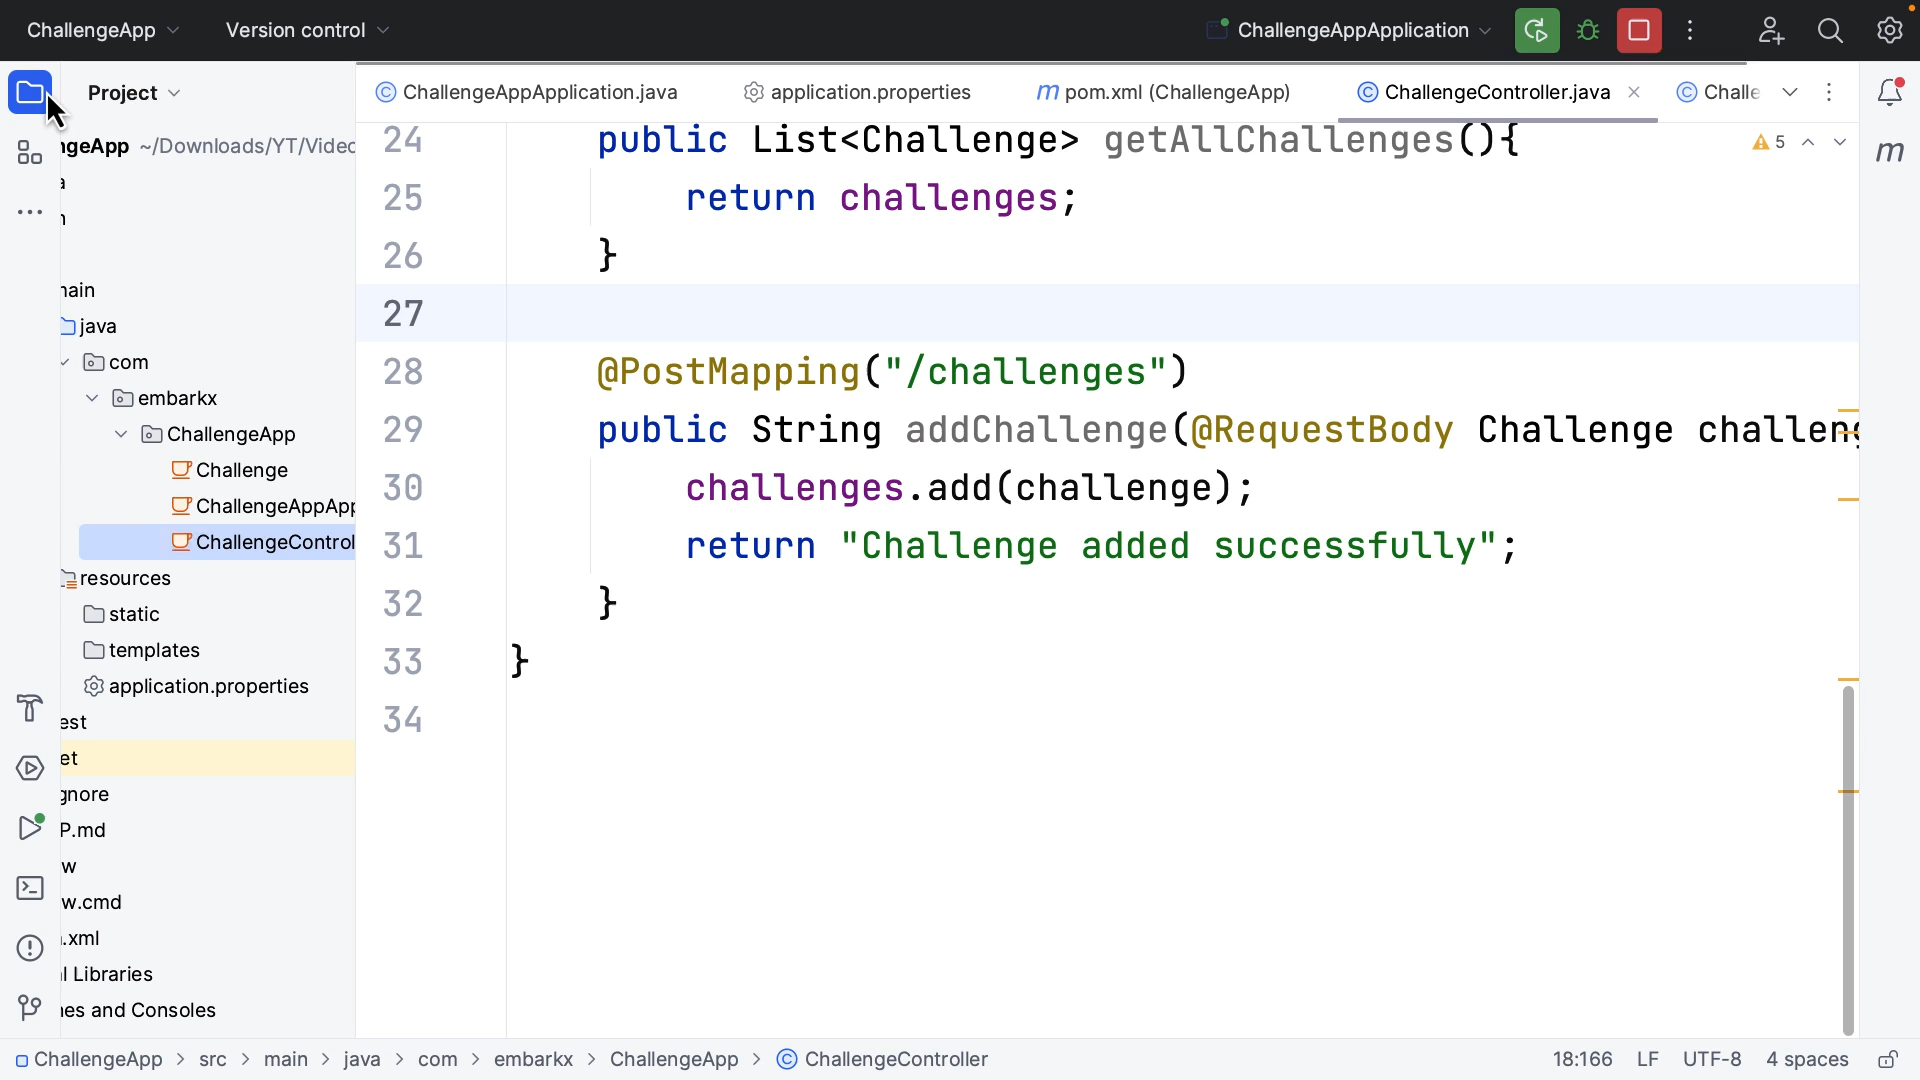 ChallengeApp
Version control
ChallengeAppApplication
Project
ChallengeAppApplication.java
application.properties
m pom.xml (ChallengeApp)
ChallengeController.java
Challe
ngeApp ~/Downloads/YT/Videc
ain
java
com
embarkx
ChallengeApp
Challenge
ChallengeAppApp
ChallengeControl
resources
static
templates
application.properties
est
et
gnore
P.md
w
w.cmd
.xml
l Libraries
nes and Consoles
5
m
24 public List<Challenge> getAllChallenges(){
25 return challenges;
26 }
27
28 @PostMapping("/challenges")
29 public String addChallenge(@RequestBody Challenge challeng
30 challenges.add(challenge);
31 return "Challenge added successfully";
32 }
33 }
34
ChallengeApp > src > main > java > com > embarkx > ChallengeApp > ChallengeController
18:166 LF UTF-8 4 spaces